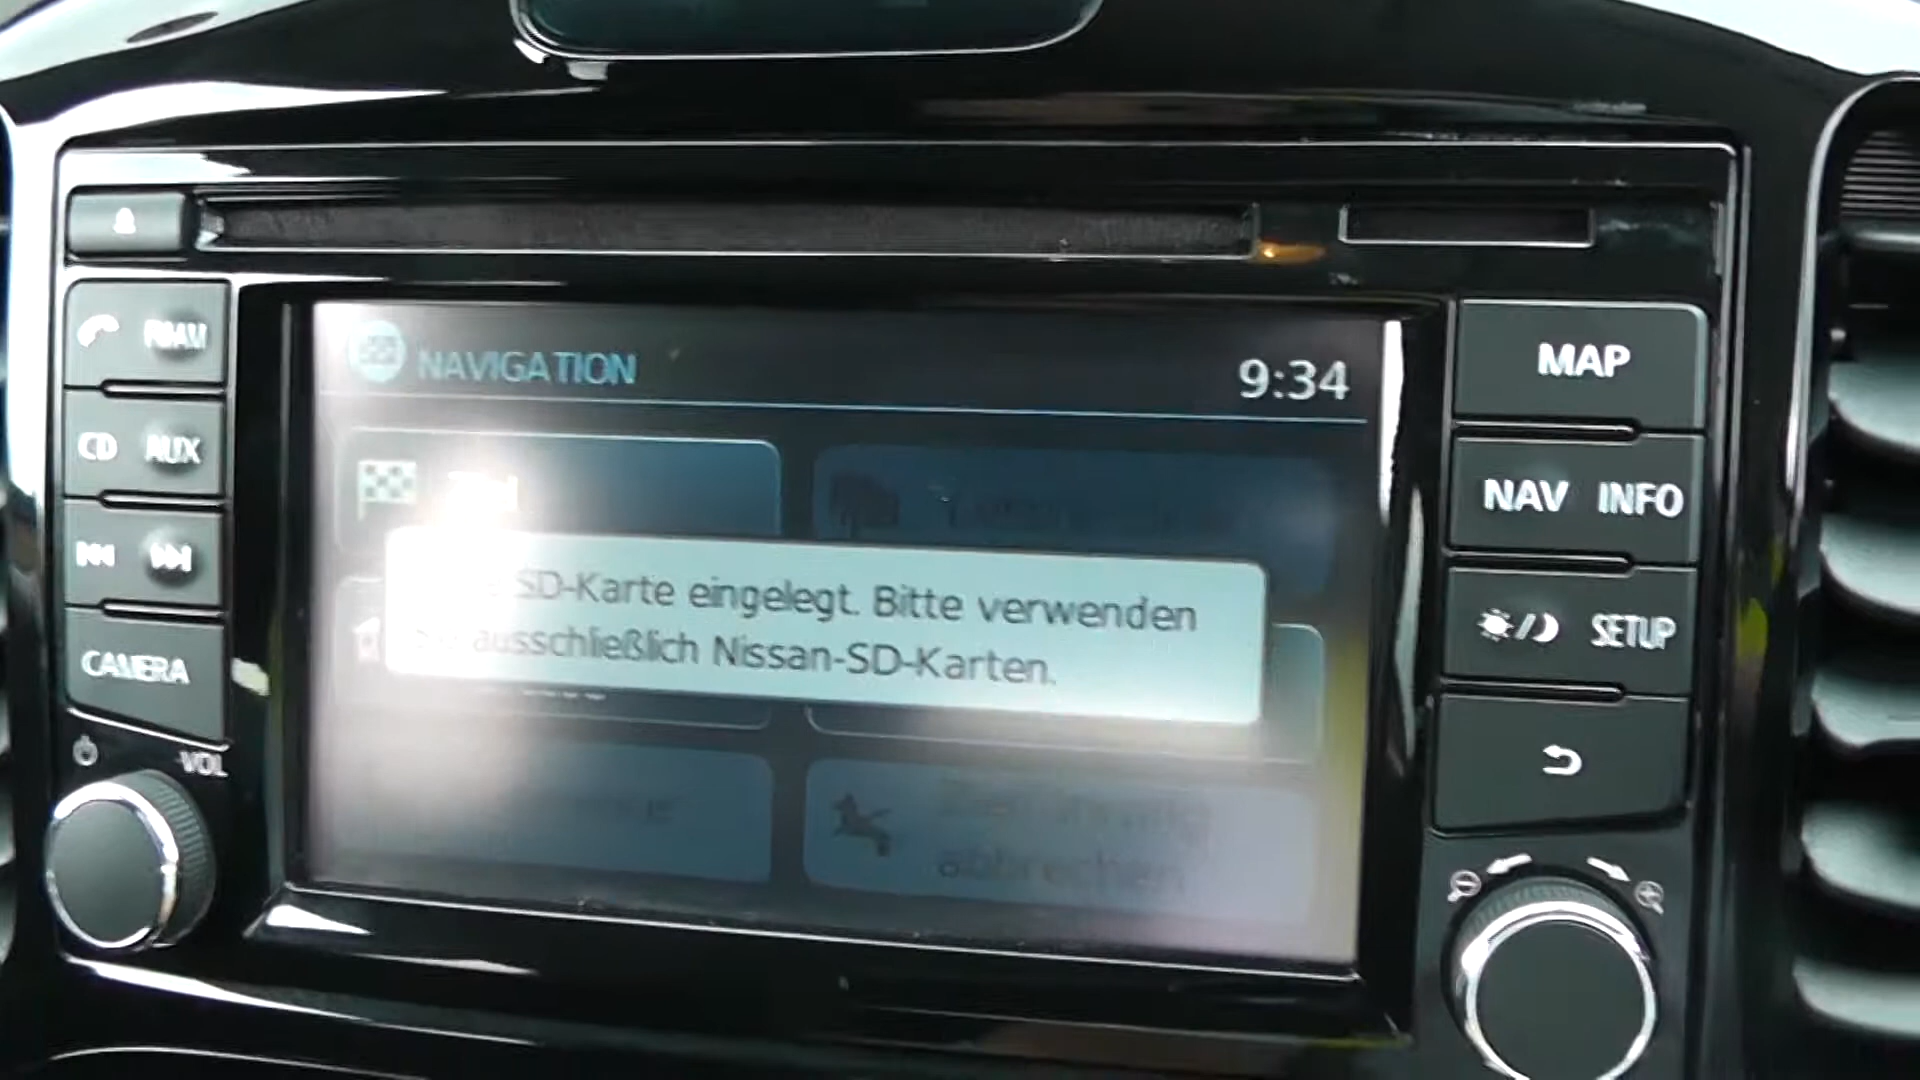 CD AUX
CAMERA
VOL
NAVIGATION
9:34
SD-Karte eingelegt. Bitte verwenden
ausschließlich Nissan-SD-Karten.
abbrechen
MAP
NAV INFO
SETUP